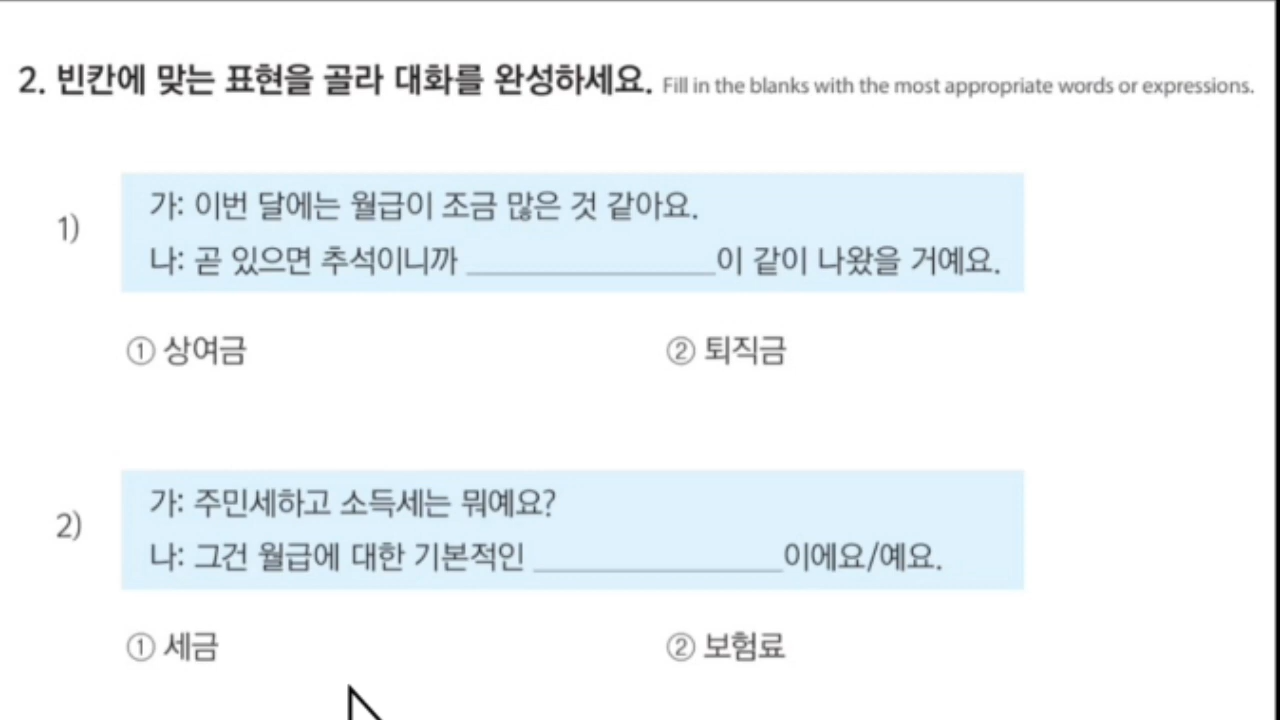 2. 빈칸에 맞는 표현을 골라 대화를 완성하세요. Fill in the blanks with the most appropriate words or expressions.
1)
가: 이번 달에는 월급이 조금 많은 것 같아요.
나: 곧 있으면 추석이니까 ______________이 같이 나왔을 거예요.
① 상여금 ② 퇴직금
2)
가: 주민세하고 소득세는 뭐예요?
나: 그건 월급에 대한 기본적인 ______________이에요/예요.
① 세금 ② 보험료